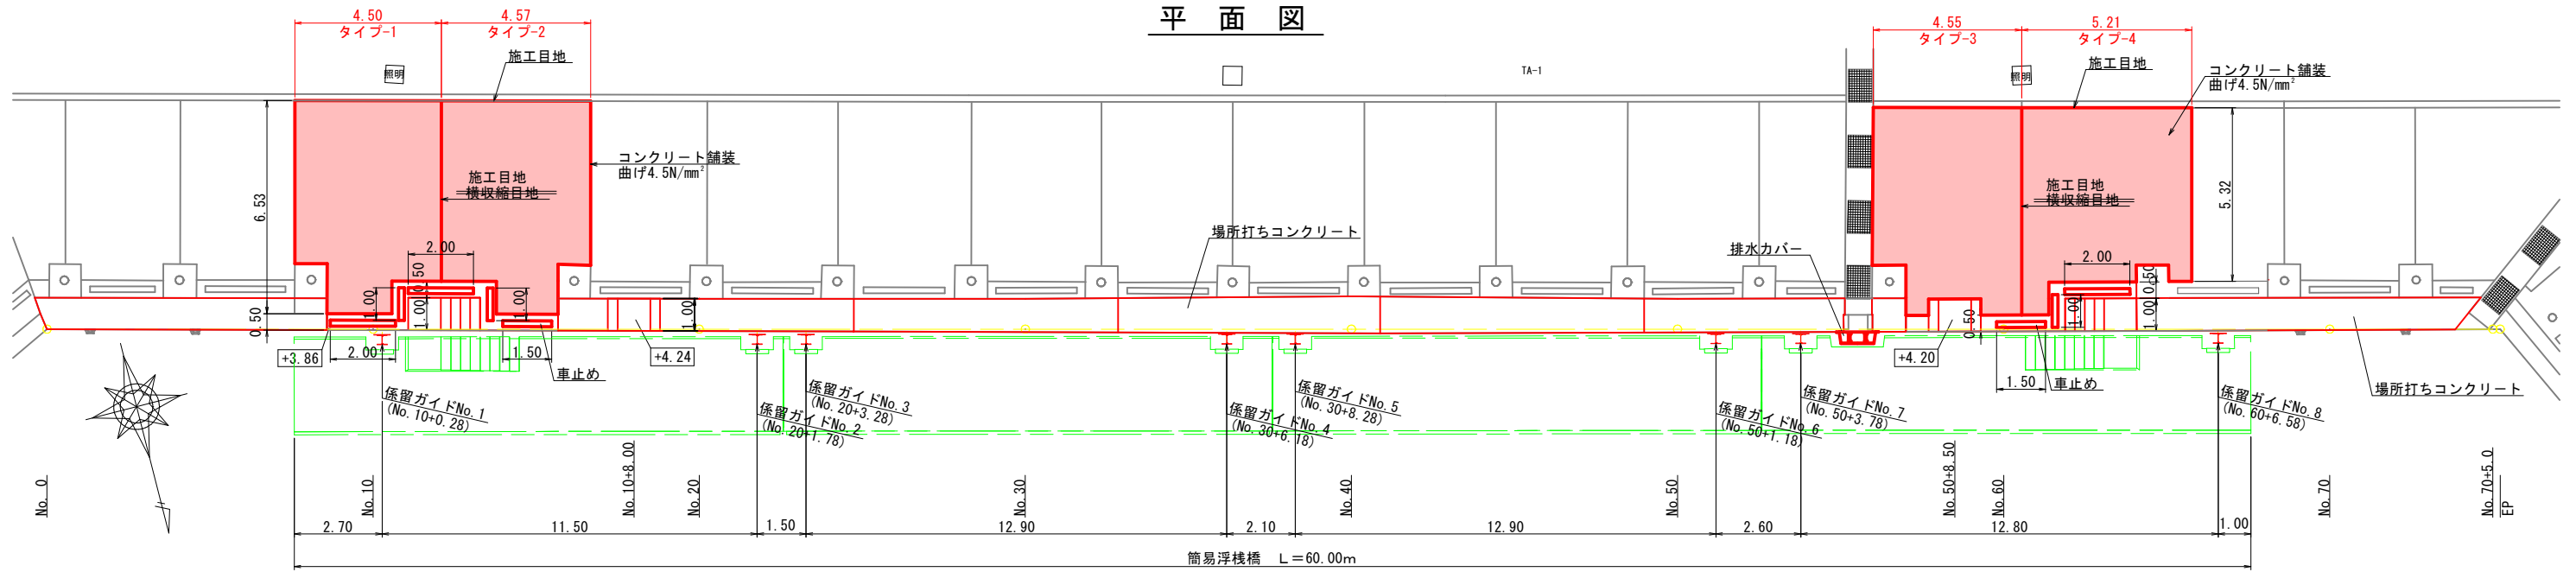 平 面 図
4.50
4.57
タイプ-1
タイプ-2
施工目地
照明
TA-1
4.55
5.21
タイプ-3
タイプ-4
照明
施工目地
コンクリート舗装
曲げ4.5N/mm²
コンクリート舗装
曲げ4.5N/mm²
施工目地
横収縮目地
6.53
施工目地
横収縮目地
5.32
場所打ちコンクリート
排水カバー
2.00
0.50
1.00
1.00
1.00
0.50
1.00
2.00
0.50
1.00
1.00
0.50
+3.86
2.00
1.50
+4.24
車止め
+4.20
1.50
車止め
場所打ちコンクリート
係留ガイドNo.1
(No.10+0.28)
係留ガイドNo.2
(No.20+1.78)
係留ガイドNo.3
(No.20+3.28)
係留ガイドNo.4
(No.30+6.18)
係留ガイドNo.5
(No.30+8.28)
係留ガイドNo.6
(No.50+1.18)
係留ガイドNo.7
(No.50+3.78)
係留ガイドNo.8
(No.60+6.58)
No.0
No.10
No.10+8.00
No.20
No.30
No.40
No.50
No.50+8.50
No.60
No.70
No.70+5.0
EP
2.70
11.50
1.50
12.90
2.10
12.90
2.60
12.80
1.00
簡易浮桟橋 L=60.00m